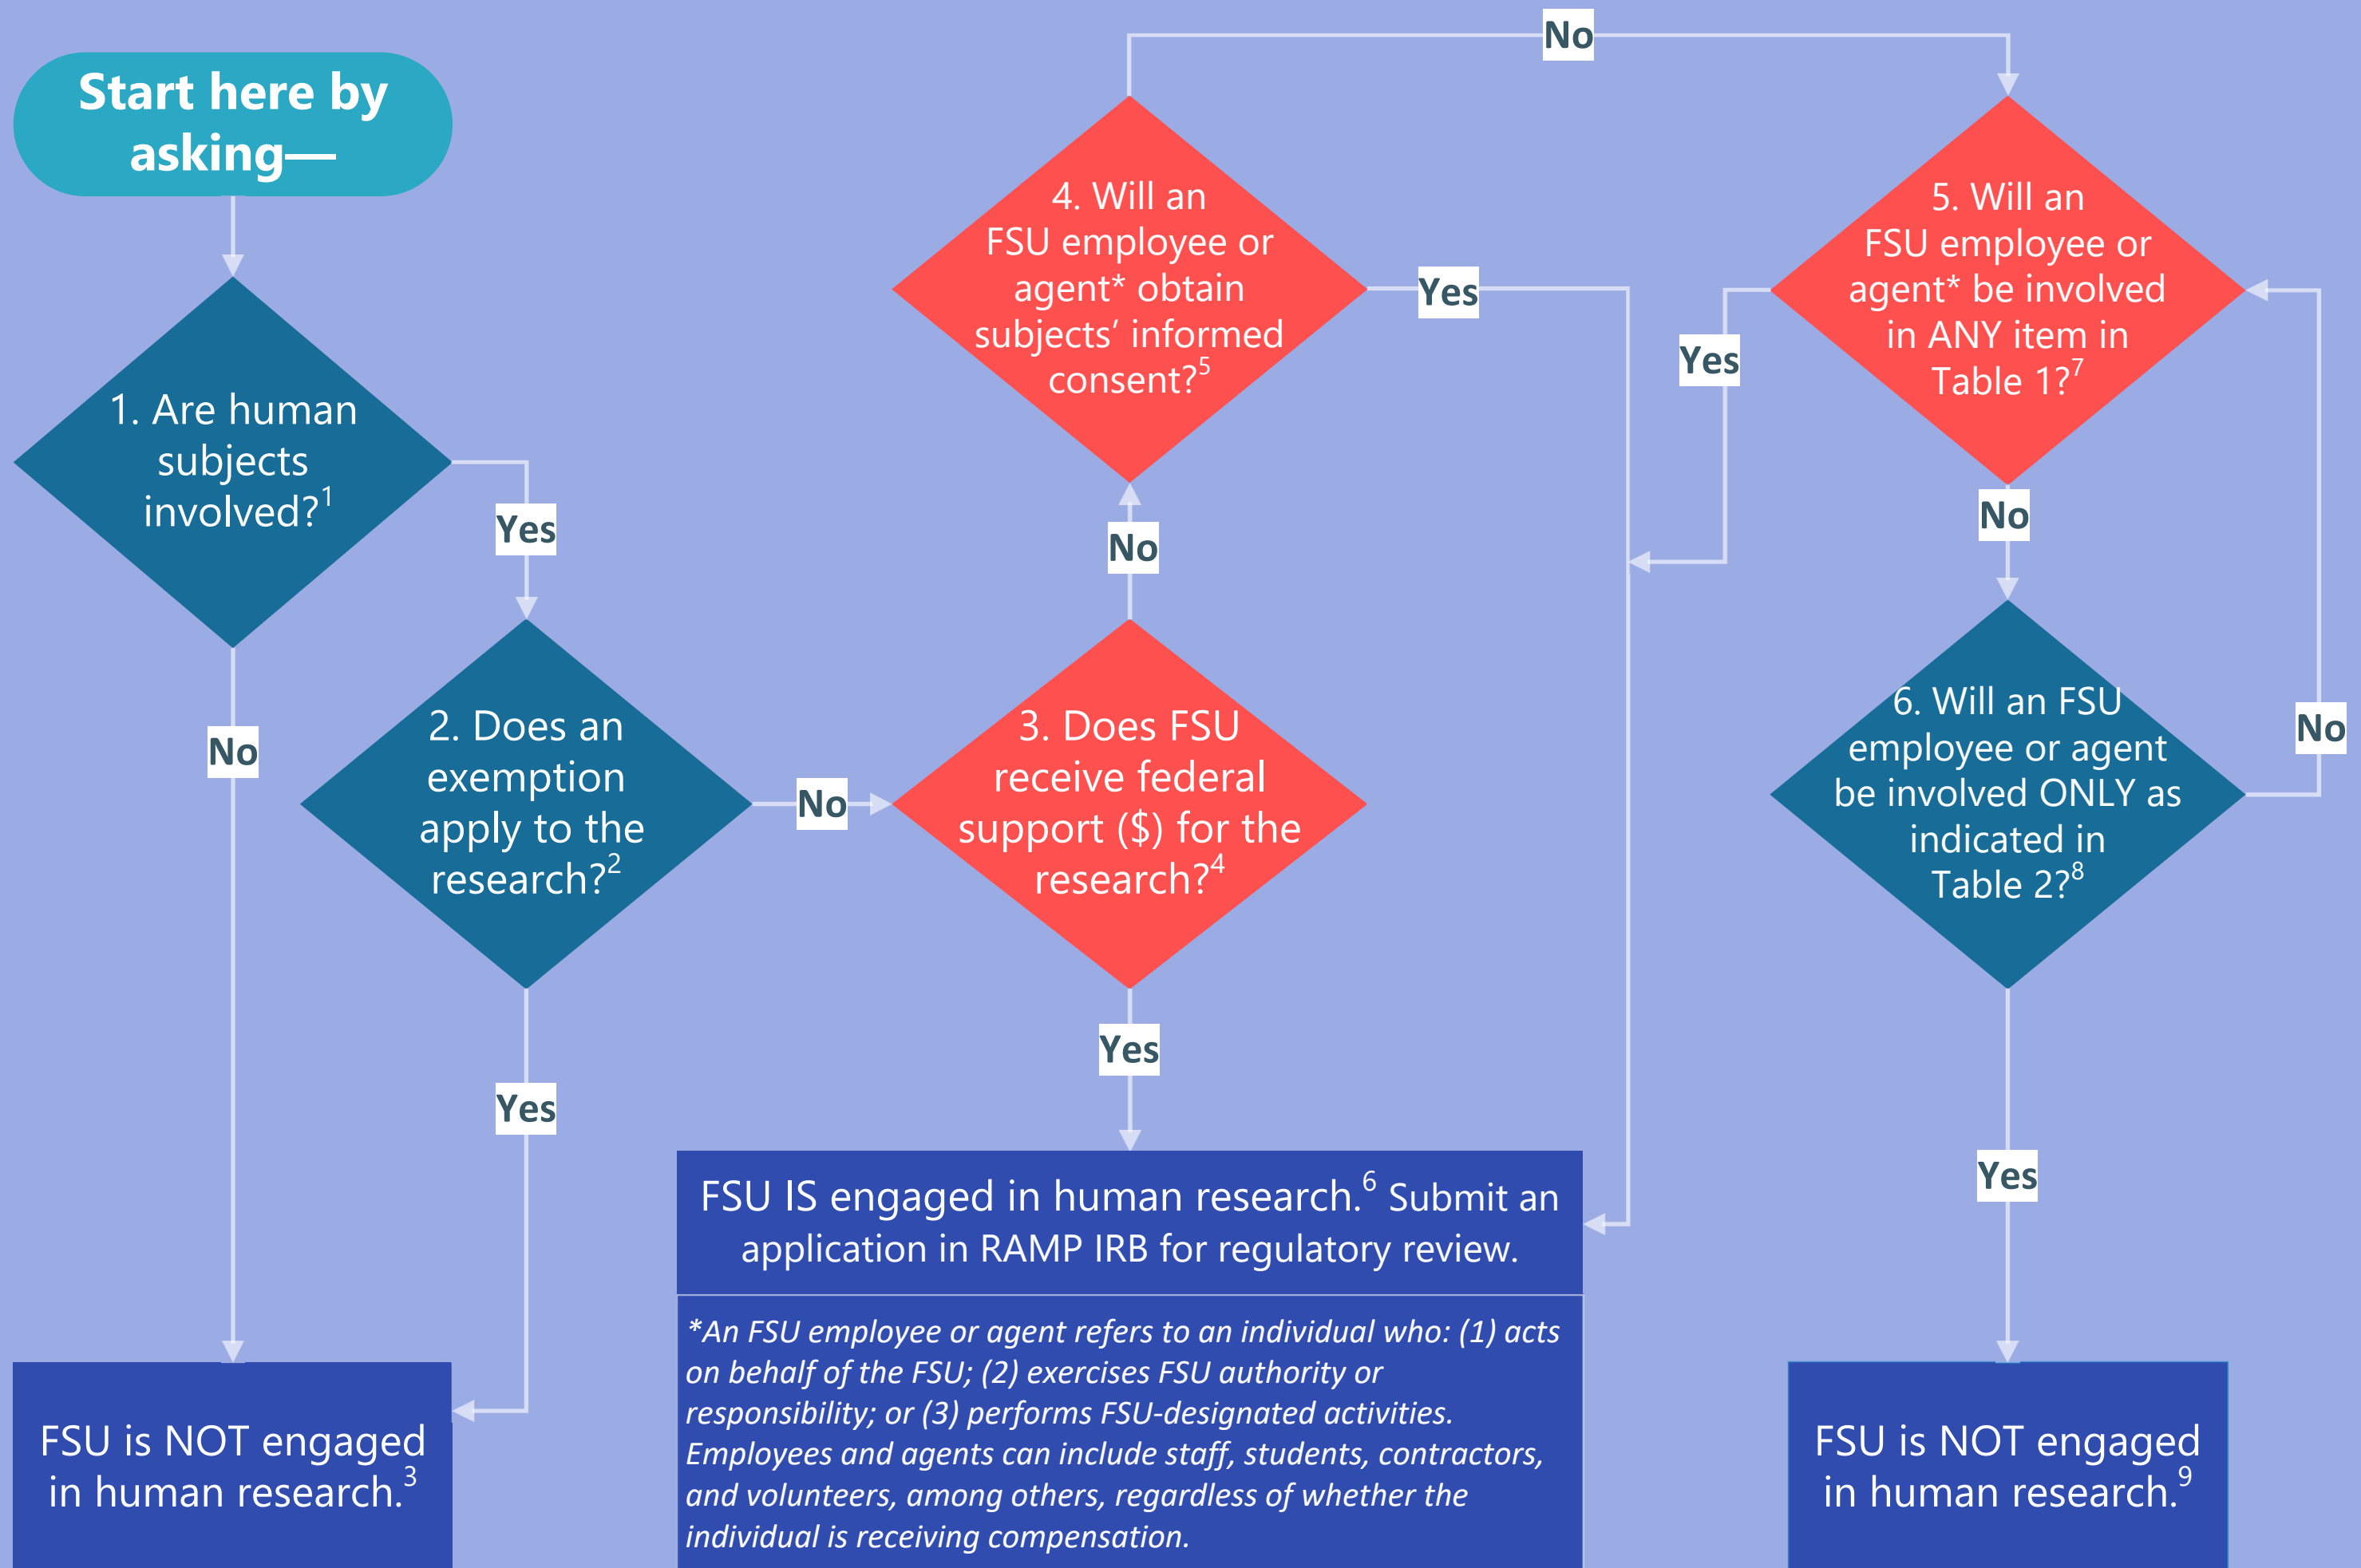 Start here by
asking—
1. Are human
subjects
involved?1
Yes
No
2. Does an
exemption
apply to the
research?2
No
Yes
3. Does FSU
receive federal
support ($) for the
research?4
No
Yes
4. Will an
FSU employee or
agent* obtain
subjects’ informed
consent?5
No
Yes
5. Will an
FSU employee or
agent* be involved
in ANY item in
Table 1?7
Yes
No
6. Will an FSU
employee or agent
be involved ONLY as
indicated in
Table 2?8
No
Yes
FSU is NOT engaged
in human research.3
FSU IS engaged in human research.6 Submit an
application in RAMP IRB for regulatory review.
*An FSU employee or agent refers to an individual who: (1) acts
on behalf of the FSU; (2) exercises FSU authority or
responsibility; or (3) performs FSU-designated activities.
Employees and agents can include staff, students, contractors,
and volunteers, among others, regardless of whether the
individual is receiving compensation.
FSU is NOT engaged
in human research.9